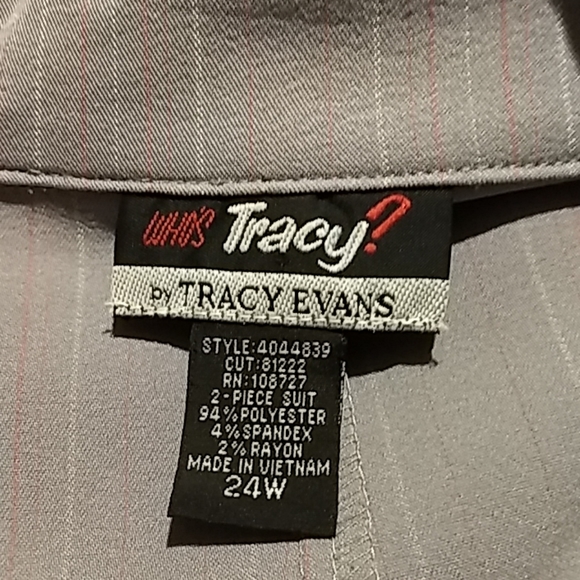 WHO'S Tracy?
by TRACY EVANS
STYLE:4044839
CUT:81222
RN:108727
2-PIECE SUIT
94%POLYESTER
4%SPANDEX
2%RAYON
MADE IN VIETNAM
24W